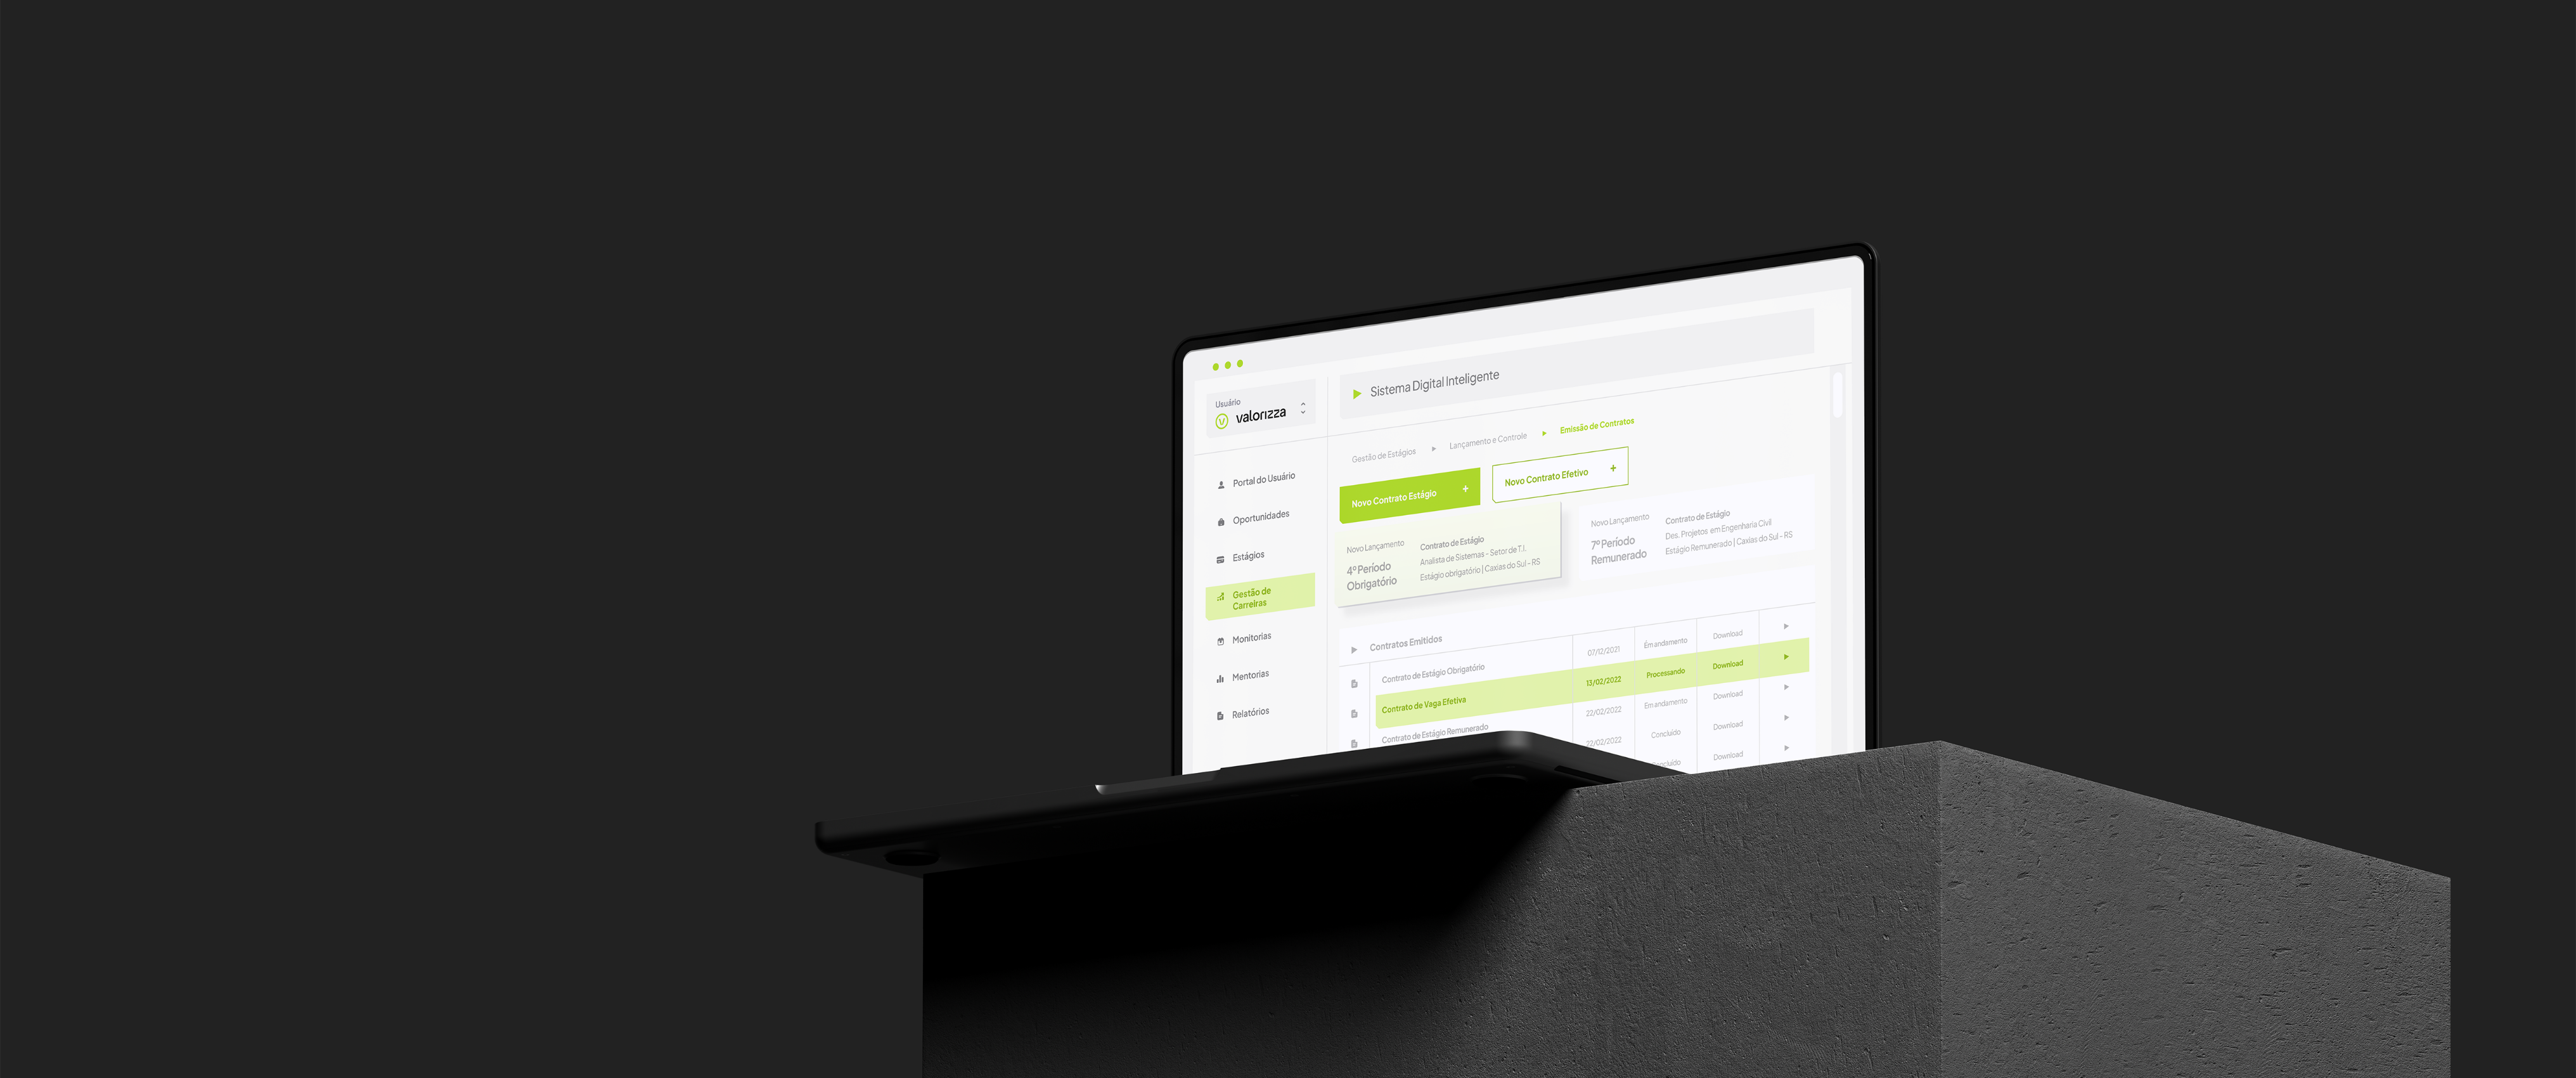 Usuário
valorizza
Sistema Digital Inteligente
Portal do Usuário
Oportunidades
Estágios
Gestão de
Carreiras
Monitorias
Mentorias
Relatórios
Gestão de Estágios
Lançamento e Controle
Emissão de Contratos
Novo Contrato Estágio +
Novo Contrato Efetivo +
Novo Lançamento
4º Período
Obrigatório
Contrato de Estágio
Analista de Sistemas - Setor de T.I.
Estágio obrigatório | Caxias do Sul - RS
Novo Lançamento
7º Período
Remunerado
Contrato de Estágio
Des. Projetos em Engenharia Civil
Estágio Remunerado | Caxias do Sul - RS
Contratos Emitidos
Contrato de Estágio Obrigatório 07/12/2021 Em andamento Download
Contrato de Vaga Efetiva 13/02/2022 Processando Download
Contrato de Estágio Remunerado 22/02/2022 Em andamento Download
Concluído Download
Download